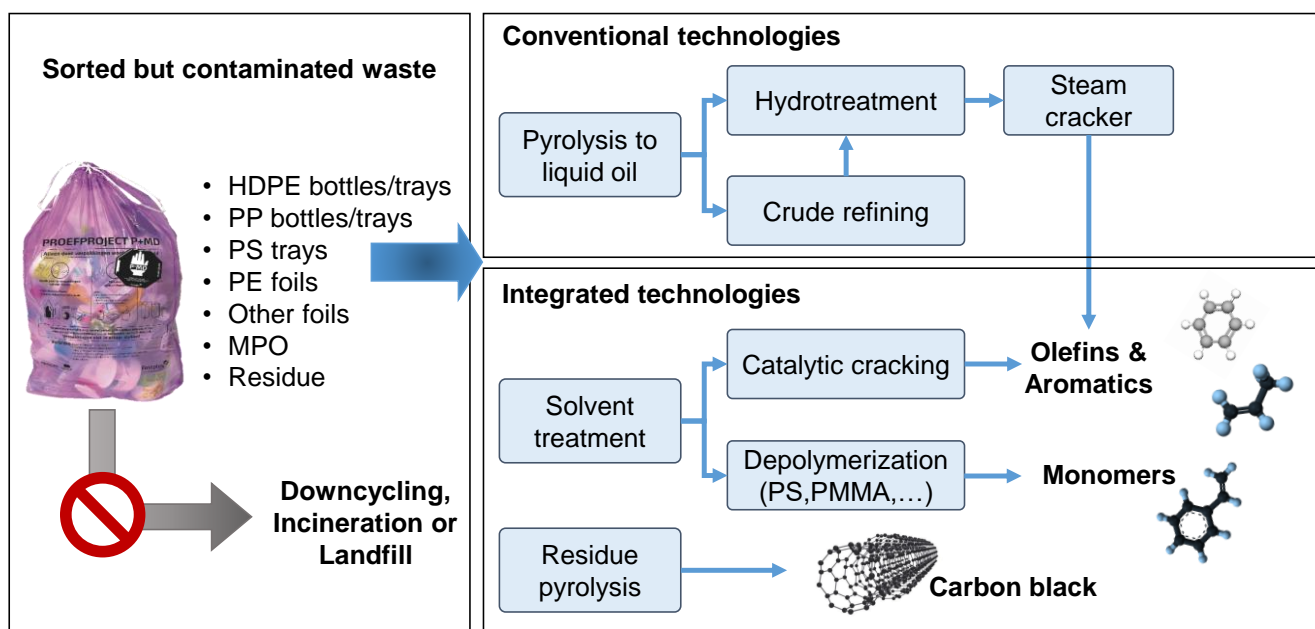 Sorted but contaminated waste
PROEFPROJECT P+MD
• HDPE bottles/trays
• PP bottles/trays
• PS trays
• PE foils
• Other foils
• MPO
• Residue
Downcycling,
Incineration or
Landfill
Conventional technologies
Pyrolysis to
liquid oil
Hydrotreatment
Crude refining
Steam
cracker
Integrated technologies
Solvent
treatment
Catalytic cracking
Depolymerization
(PS,PMMA,…)
Olefins &
Aromatics
Monomers
Residue
pyrolysis
Carbon black